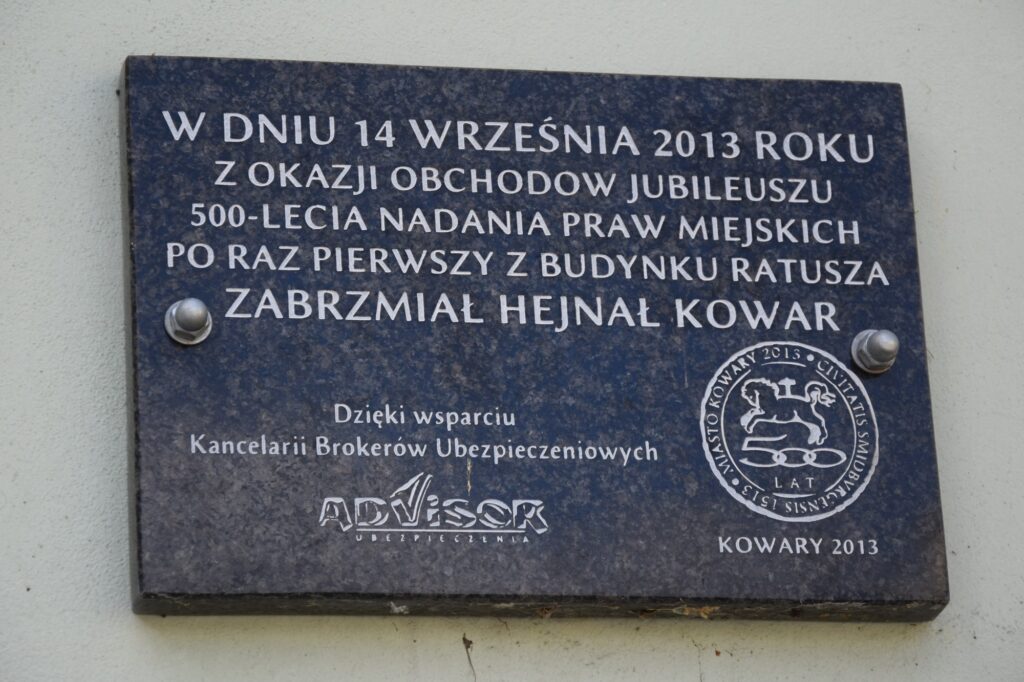 W DNIU 14 WRZEŚNIA 2013 ROKU
Z OKAZJI OBCHODOW JUBILEUSZU
500-LECIA NADANIA PRAW MIEJSKICH
PO RAZ PIERWSZY Z BUDYNKU RATUSZA
ZABRZMIAŁ HEJNAŁ KOWAR
Dzięki wsparciu
Kancelarii Brokerów Ubezpieczeniowych
ADViSOR
UBEZPIECZENIA
MIASTO KOWARY 2013 • CIVITATIS SMIDBVRGENSIS 1513 •
500
LAT
KOWARY 2013